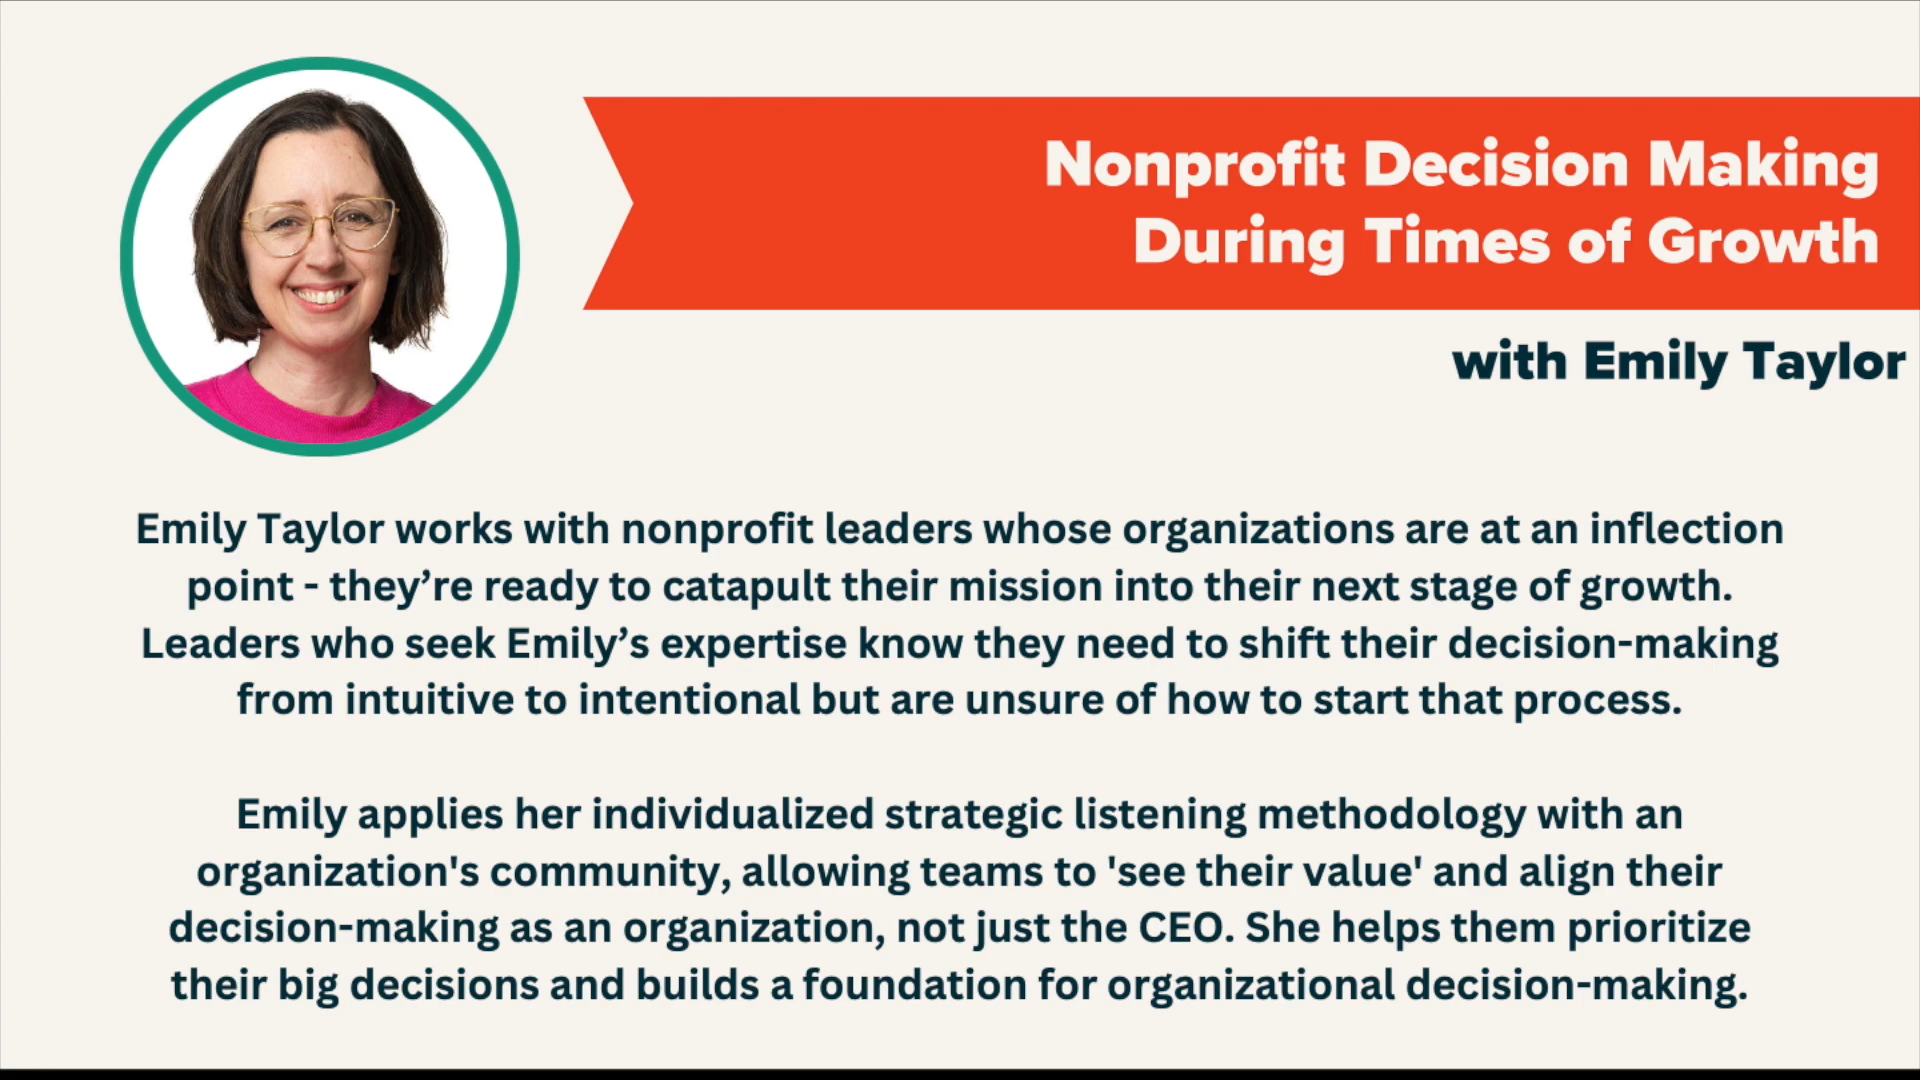 Nonprofit Decision Making
During Times of Growth
with Emily Taylor
Emily Taylor works with nonprofit leaders whose organizations are at an inflection
point - they’re ready to catapult their mission into their next stage of growth.
Leaders who seek Emily’s expertise know they need to shift their decision-making
from intuitive to intentional but are unsure of how to start that process.
Emily applies her individualized strategic listening methodology with an
organization's community, allowing teams to 'see their value' and align their
decision-making as an organization, not just the CEO. She helps them prioritize
their big decisions and builds a foundation for organizational decision-making.